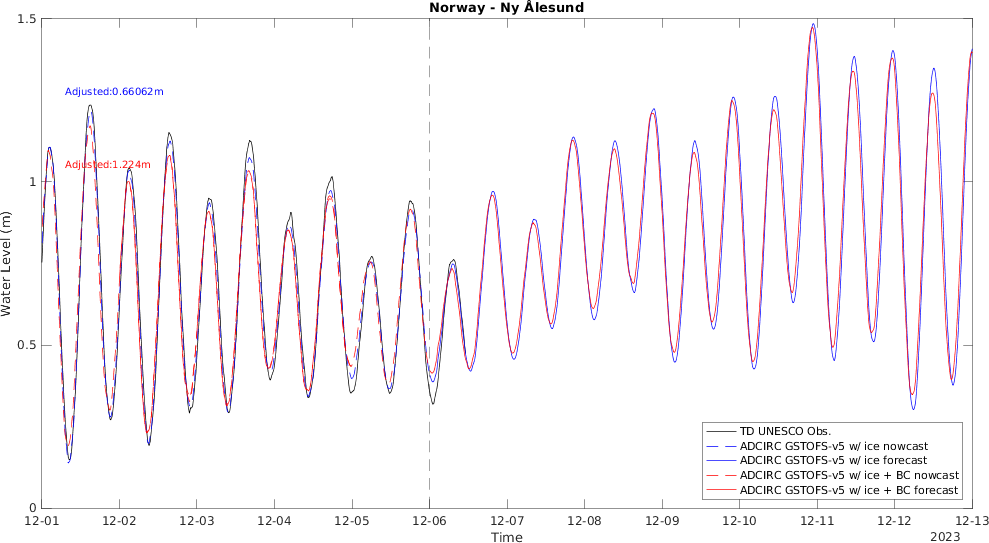 Norway - Ny Ålesund
1.5
1
0.5
0
Water Level (m)
Adjusted:0.66062m
Adjusted:1.224m
TD UNESCO Obs.
ADCIRC GSTOFS-v5 w/ ice nowcast
ADCIRC GSTOFS-v5 w/ ice forecast
ADCIRC GSTOFS-v5 w/ ice + BC nowcast
ADCIRC GSTOFS-v5 w/ ice + BC forecast
12-01 12-02 12-03 12-04 12-05 12-06 12-07 12-08 12-09 12-10 12-11 12-12 12-13
Time
2023